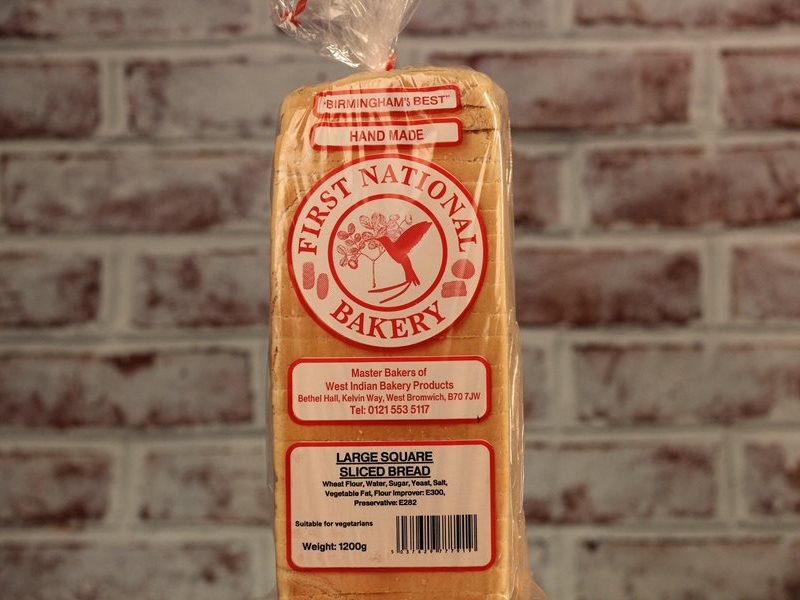 "BIRMINGHAM'S BEST"
HAND MADE
FIRST NATIONAL
BAKERY
Master Bakers of
West Indian Bakery Products
Bethel Hall, Kelvin Way, West Bromwich, B70 7JW
Tel: 0121 553 5117
LARGE SQUARE
SLICED BREAD
Wheat Flour, Water, Sugar, Yeast, Salt,
Vegetable Fat, Flour Improver: E300,
Preservative: E282
Suitable for vegetarians
Weight: 1200g